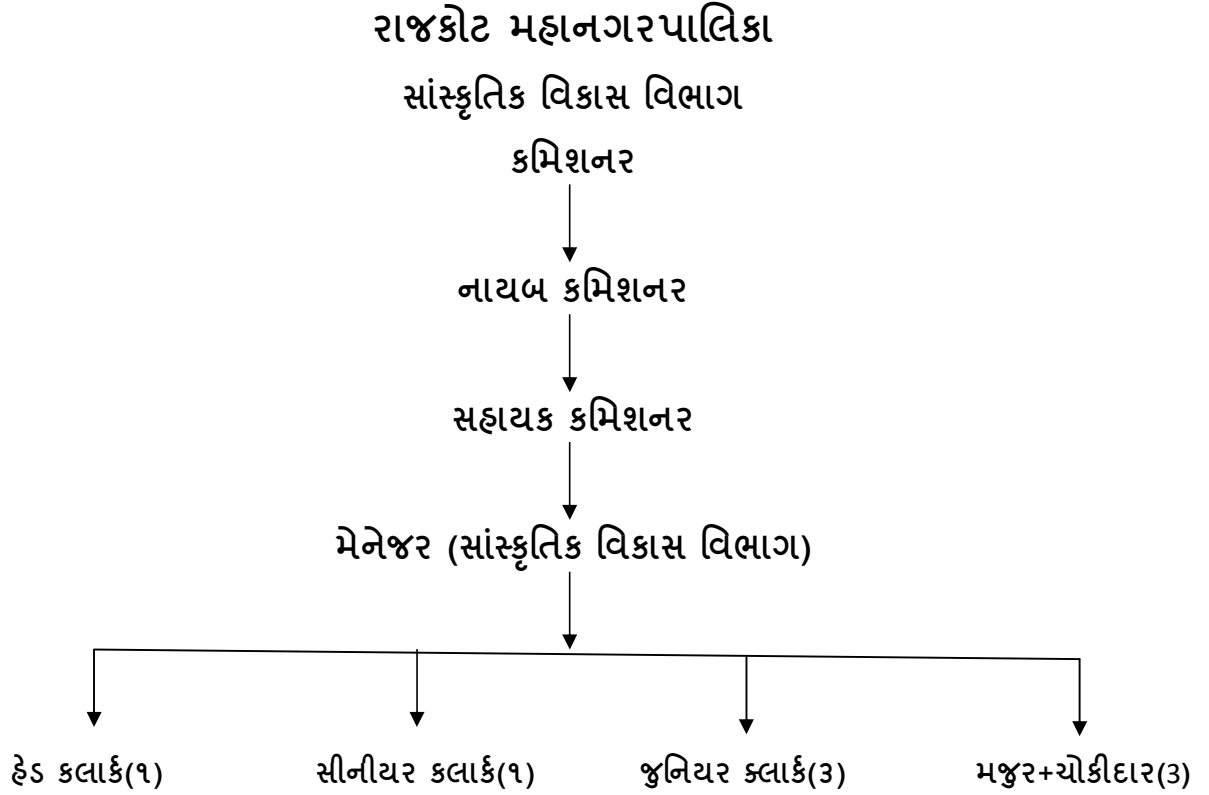 રાજકોટ મહાનગરપાલિકા
સાંસ્કૃતિક વિકાસ વિભાગ
કમિશનર
નાયબ કમિશનર
સહાયક કમિશનર
મેનેજર (સાંસ્કૃતિક વિકાસ વિભાગ)
હેડ કલાર્ક(૧) સીનીયર કલાર્ક(૧) જુનિયર ક્લાર્ક(૩) મજુર+ચોકીદાર(3)